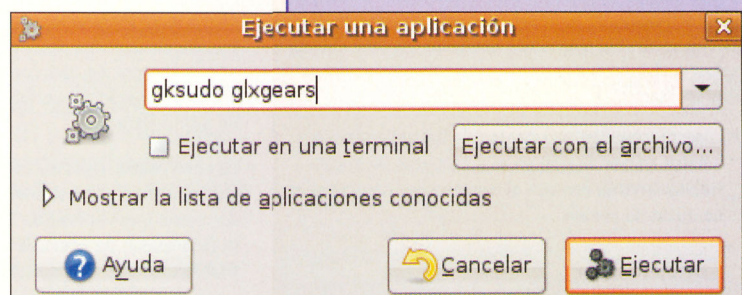 Ejecutar una aplicación
gksudo glxgears
Ejecutar en una terminal
Ejecutar con el archivo...
Mostrar la lista de aplicaciones conocidas
Ayuda
Cancelar
Ejecutar